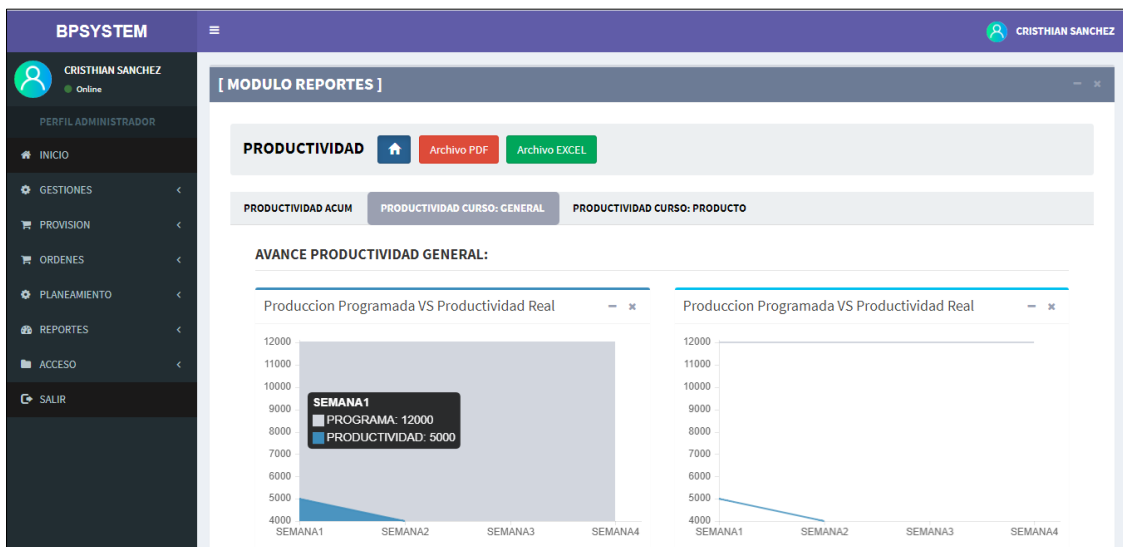 BPSYSTEM
CRISTHIAN SANCHEZ
CRISTHIAN SANCHEZ
Online
PERFIL ADMINISTRADOR
INICIO
GESTIONES
PROVISION
ORDENES
PLANEAMIENTO
REPORTES
ACCESO
SALIR
[ MODULO REPORTES ]
PRODUCTIVIDAD
Archivo PDF
Archivo EXCEL
PRODUCTIVIDAD ACUM
PRODUCTIVIDAD CURSO: GENERAL
PRODUCTIVIDAD CURSO: PRODUCTO
AVANCE PRODUCTIVIDAD GENERAL:
Produccion Programada VS Productividad Real
12000
11000
10000
9000
8000
7000
6000
5000
4000
SEMANA1
PROGRAMA: 12000
PRODUCTIVIDAD: 5000
SEMANA1
SEMANA2
SEMANA3
SEMANA4
Produccion Programada VS Productividad Real
12000
11000
10000
9000
8000
7000
6000
5000
4000
SEMANA1
SEMANA2
SEMANA3
SEMANA4